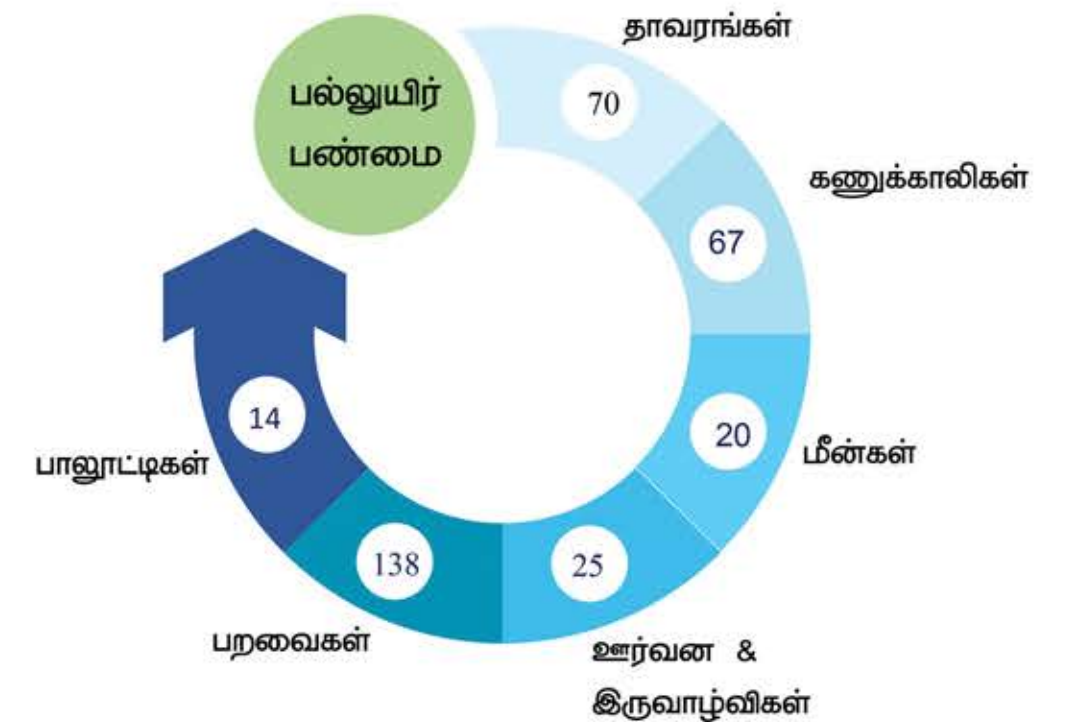 பல்லுயிர்
பண்மை
தாவரங்கள்
70
கணுக்காலிகள்
67
20
மீன்கள்
25
ஊர்வன &
இருவாழ்விகள்
138
பறவைகள்
14
பாலூட்டிகள்